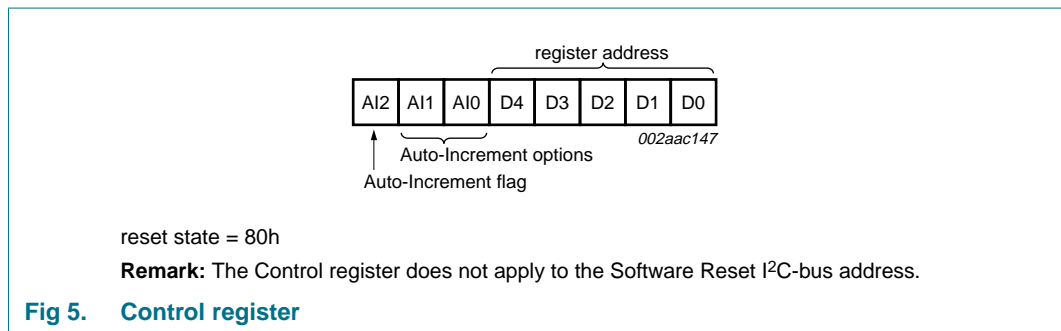 register address
AI2 AI1 AI0 D4 D3 D2 D1 D0
002aac147
Auto-Increment options
Auto-Increment flag
reset state = 80h
Remark: The Control register does not apply to the Software Reset I²C-bus address.
Fig 5. Control register